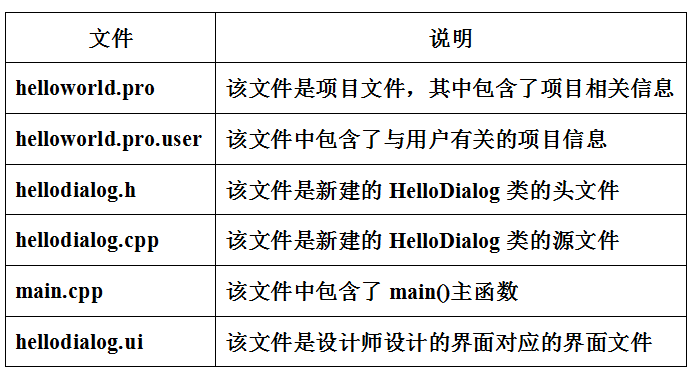 文件 说明
helloworld.pro 该文件是项目文件，其中包含了项目相关信息
helloworld.pro.user 该文件中包含了与用户有关的项目信息
hellodialog.h 该文件是新建的 HelloDialog 类的头文件
hellodialog.cpp 该文件是新建的 HelloDialog 类的源文件
main.cpp 该文件中包含了 main()主函数
hellodialog.ui 该文件是设计师设计的界面对应的界面文件